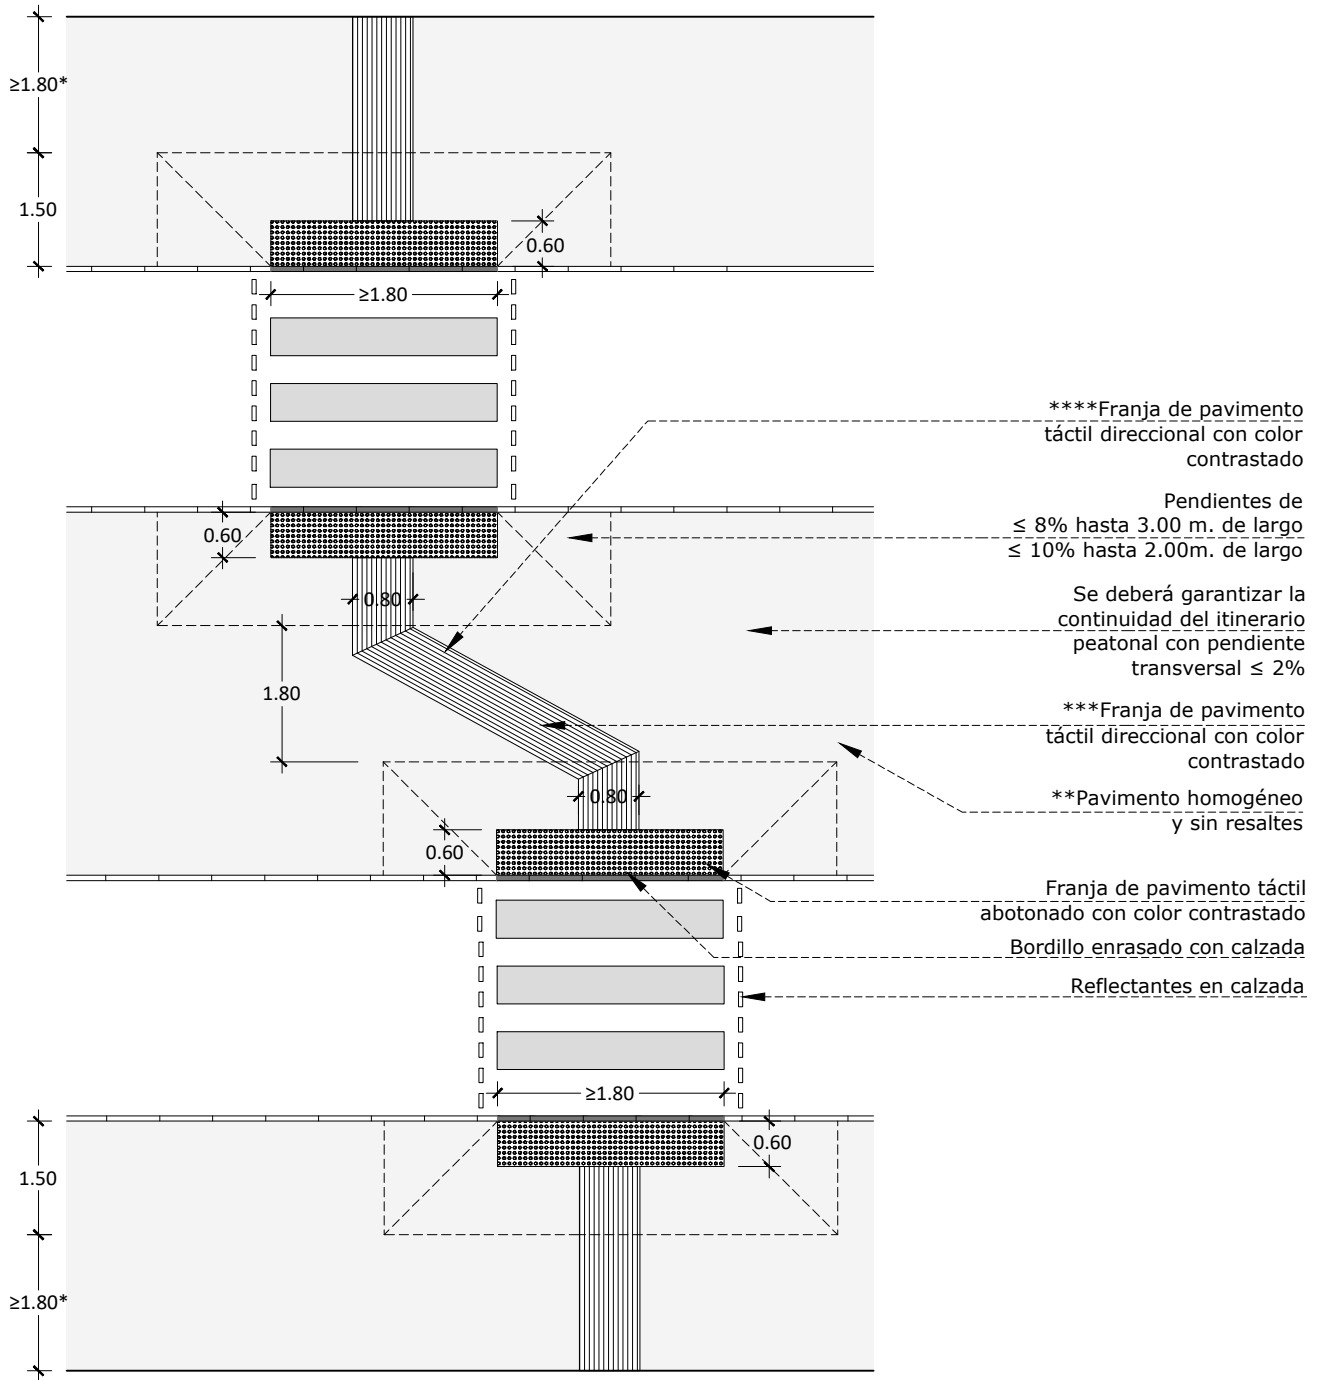 ≥1.80*
1.50
0.60
≥1.80
****Franja de pavimento
táctil direccional con color
contrastado
Pendientes de
≤ 8% hasta 3.00 m. de largo
≤ 10% hasta 2.00m. de largo
0.60
0.80
Se deberá garantizar la
continuidad del itinerario
peatonal con pendiente
transversal ≤ 2%
1.80
***Franja de pavimento
táctil direccional con color
contrastado
0.80
**Pavimento homogéneo
y sin resaltes
0.60
Franja de pavimento táctil
abotonado con color contrastado
Bordillo enrasado con calzada
Reflectantes en calzada
≥1.80
0.60
1.50
≥1.80*